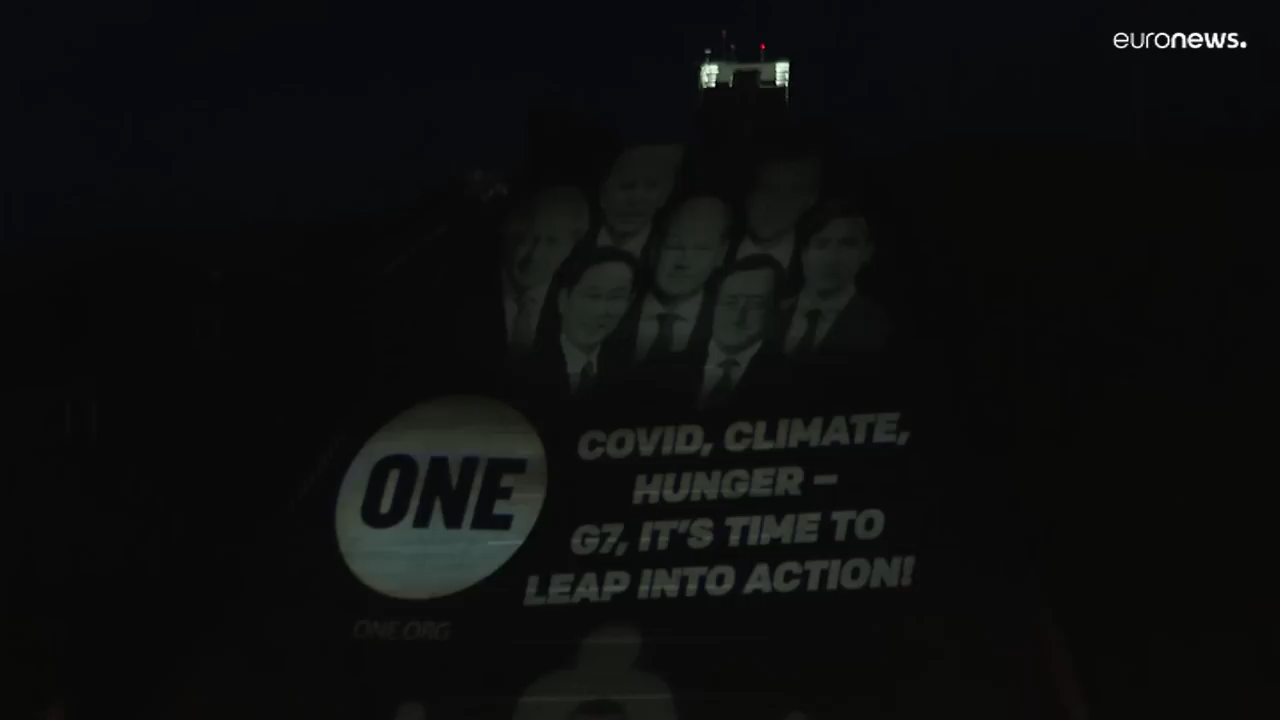 euronews.
ONE
COVID, CLIMATE,
HUNGER –
G7, IT'S TIME TO
LEAP INTO ACTION!
ONE.ORG